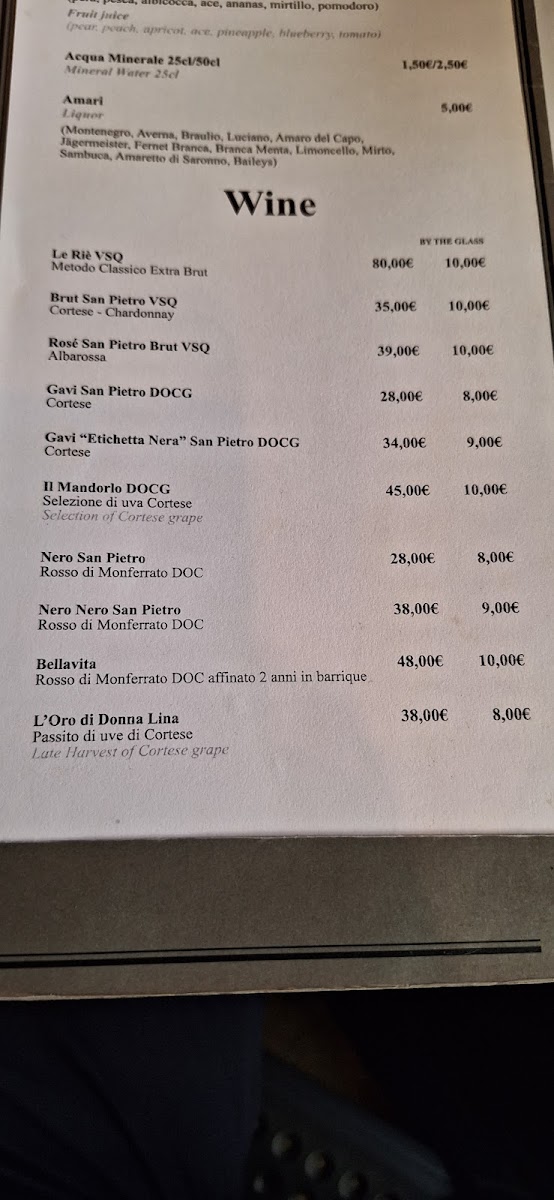 pesca, albicocca, ace, ananas, mirtillo, pomodoro)
Fruit juice
(pear, peach, apricot, ace, pineapple, blueberry, tomato)
Acqua Minerale 25cl/50cl 1,50€/2,50€
Mineral Water 25cl
Amari 5,00€
Liquor
(Montenegro, Averna, Braulio, Luciano, Amaro del Capo,
Jägermeister, Fernet Branca, Branca Menta, Limoncello, Mirto,
Sambuca, Amaretto di Saronno, Baileys)
Wine
BY THE GLASS
Le Riè VSQ 80,00€ 10,00€
Metodo Classico Extra Brut
Brut San Pietro VSQ 35,00€ 10,00€
Cortese - Chardonnay
Rosé San Pietro Brut VSQ 39,00€ 10,00€
Albarossa
Gavi San Pietro DOCG 28,00€ 8,00€
Cortese
Gavi “Etichetta Nera” San Pietro DOCG 34,00€ 9,00€
Cortese
Il Mandorlo DOCG 45,00€ 10,00€
Selezione di uva Cortese
Selection of Cortese grape
Nero San Pietro 28,00€ 8,00€
Rosso di Monferrato DOC
Nero Nero San Pietro 38,00€ 9,00€
Rosso di Monferrato DOC
Bellavita 48,00€ 10,00€
Rosso di Monferrato DOC affinato 2 anni in barrique
L’Oro di Donna Lina 38,00€ 8,00€
Passito di uve di Cortese
Late Harvest of Cortese grape